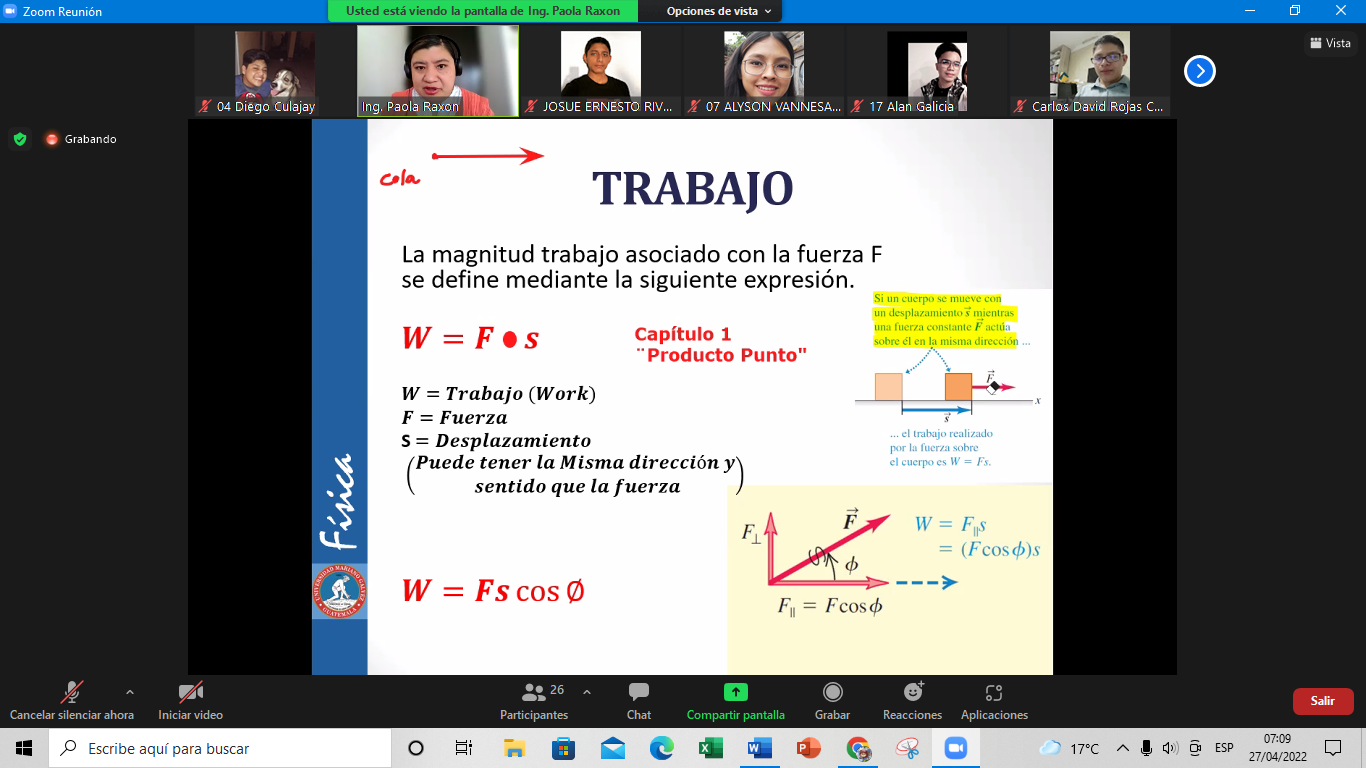 Zoom Reunión
Usted está viendo la pantalla de Ing. Paola Raxon
Opciones de vista
Vista
04 Diego Culajay
Ing. Paola Raxon
JOSUE ERNESTO RIV...
07 ALYSON VANNESA...
17 Alan Galicia
Carlos David Rojas C...
Grabando
cola
TRABAJO
La magnitud trabajo asociado con la fuerza F
se define mediante la siguiente expresión.
W = F • s
Capítulo 1
¨Producto Punto"
W = Trabajo (Work)
F = Fuerza
S = Desplazamiento
(Puede tener la Misma dirección y
sentido que la fuerza)
W = Fs cos ∅
Si un cuerpo se mueve con
un desplazamiento s⃗ mientras
una fuerza constante F⃗ actúa
sobre él en la misma dirección ...
F⃗
x
s⃗
... el trabajo realizado
por la fuerza sobre
el cuerpo es W = Fs.
F⊥
F⃗
ϕ
F∥ = F cos ϕ
W = F∥s
= (F cos ϕ)s
Física
UNIVERSIDAD MARIANO GALVEZ
GUATEMALA
Cancelar silenciar ahora
Iniciar video
26
Participantes
Chat
Compartir pantalla
Grabar
Reacciones
Aplicaciones
Salir
Escribe aquí para buscar
17°C
ESP
07:09
27/04/2022